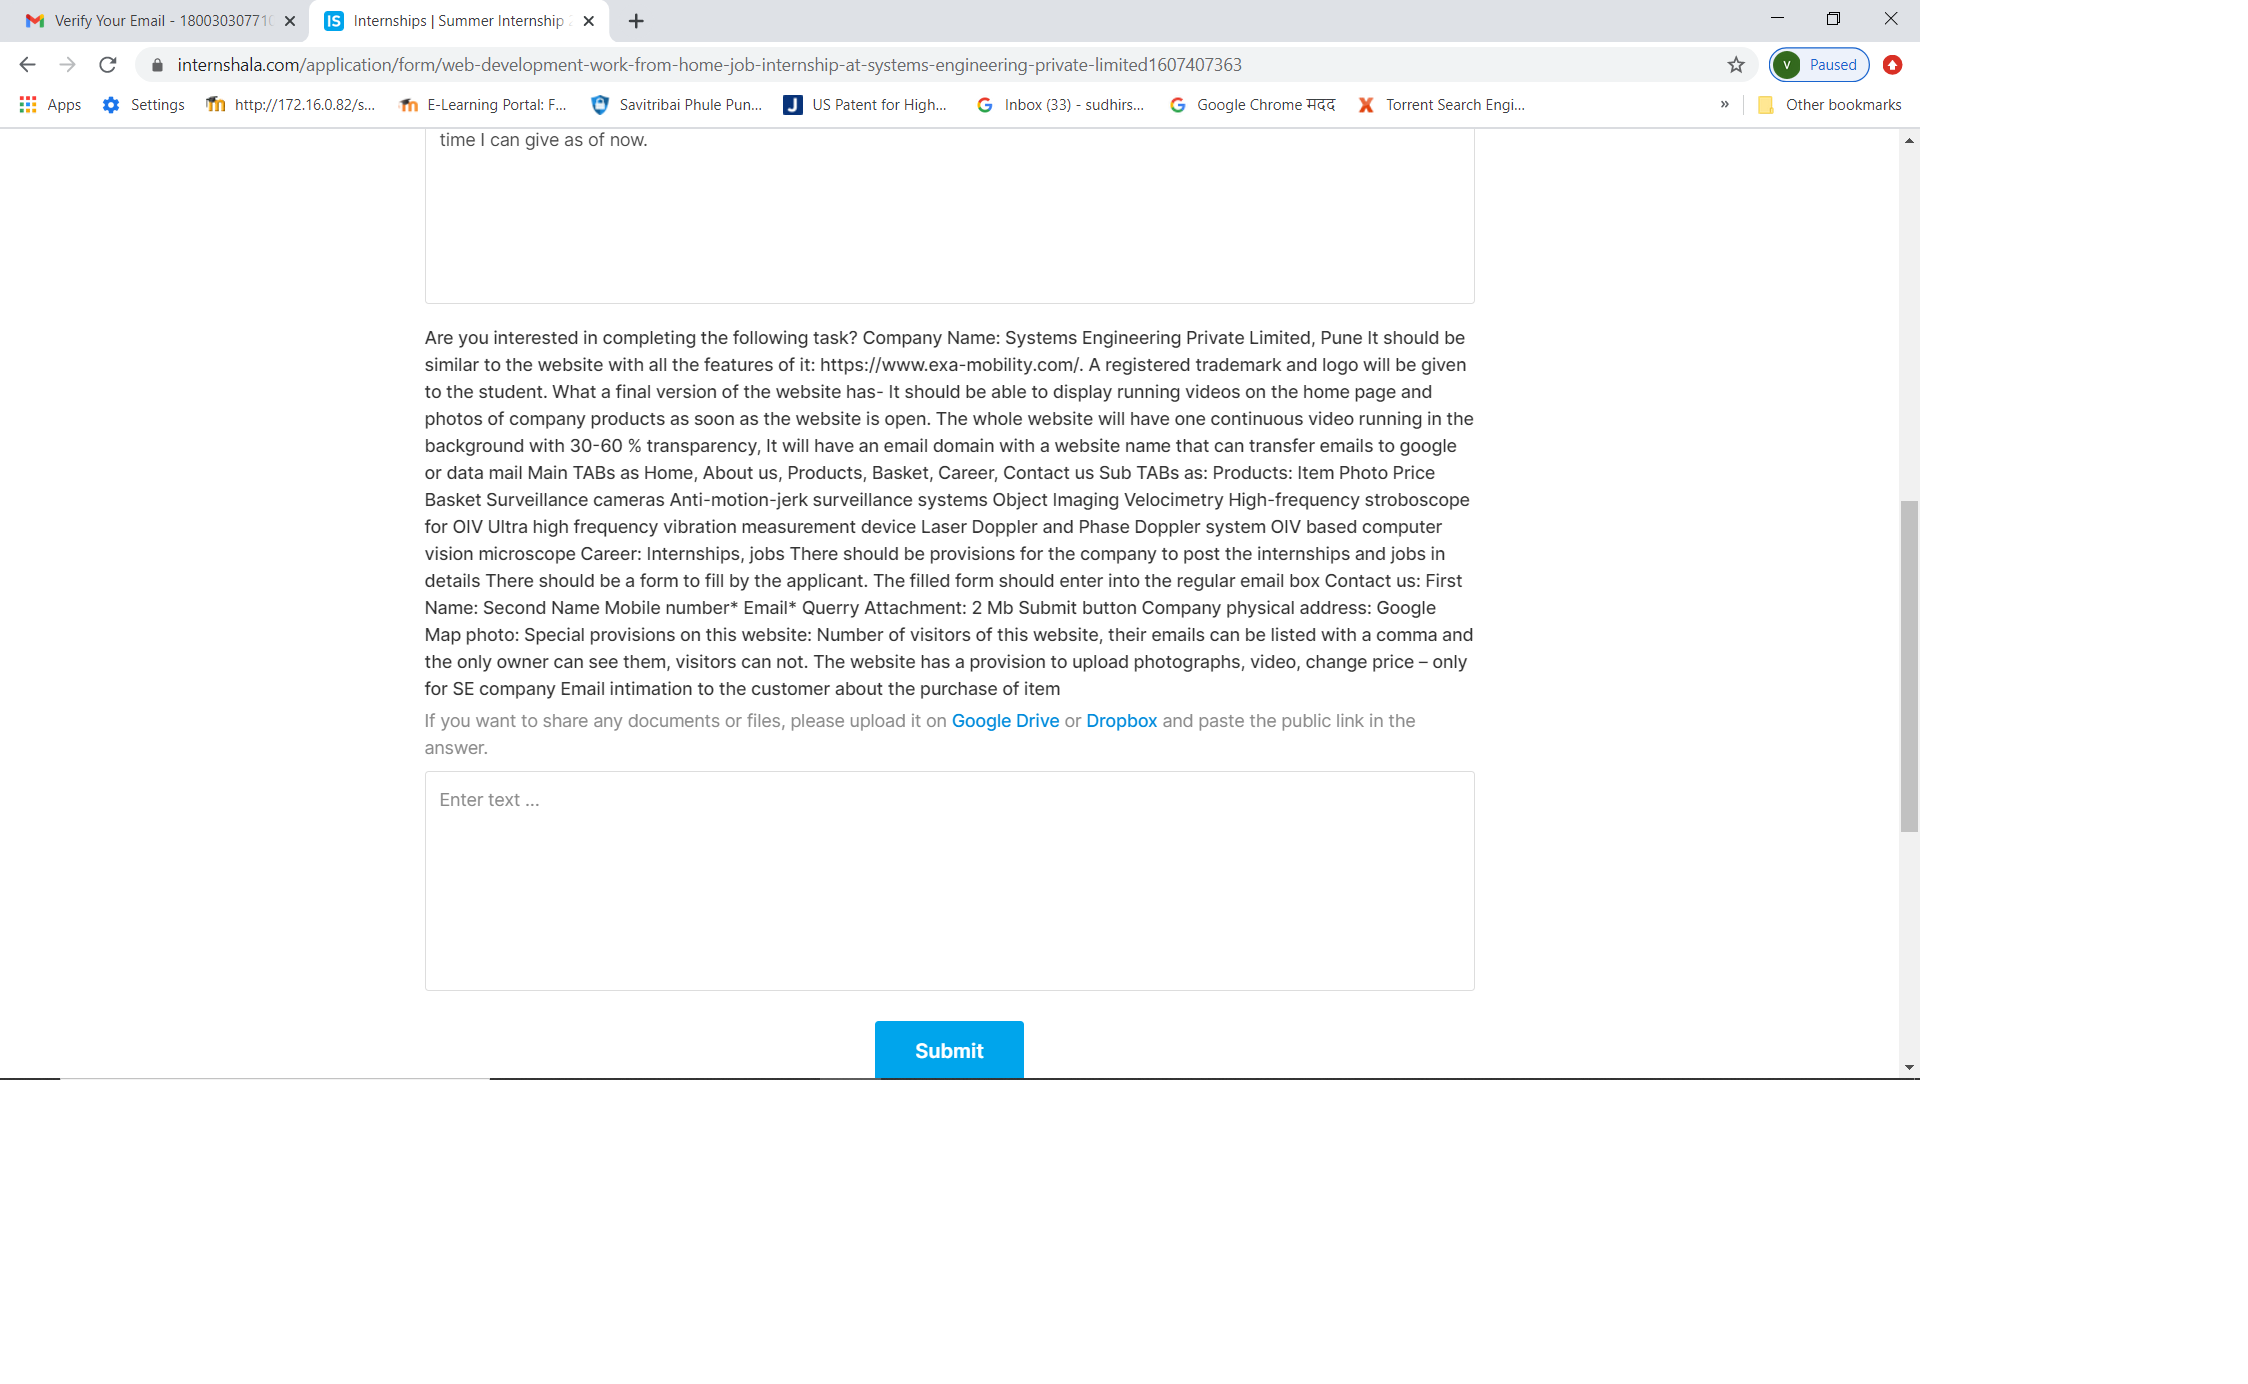 Verify Your Email - 18003030771
Internships | Summer Internship
internshala.com/application/form/web-development-work-from-home-job-internship-at-systems-engineering-private-limited1607407363
V Paused
Apps Settings http://172.16.0.82/s... E-Learning Portal: F... Savitribai Phule Pun... J US Patent for High... G Inbox (33) - sudhirs... G Google Chrome मदद X Torrent Search Engi... » Other bookmarks
time I can give as of now.
Are you interested in completing the following task? Company Name: Systems Engineering Private Limited, Pune It should be
similar to the website with all the features of it: https://www.exa-mobility.com/. A registered trademark and logo will be given
to the student. What a final version of the website has- It should be able to display running videos on the home page and
photos of company products as soon as the website is open. The whole website will have one continuous video running in the
background with 30-60 % transparency, It will have an email domain with a website name that can transfer emails to google
or data mail Main TABs as Home, About us, Products, Basket, Career, Contact us Sub TABs as: Products: Item Photo Price
Basket Surveillance cameras Anti-motion-jerk surveillance systems Object Imaging Velocimetry High-frequency stroboscope
for OIV Ultra high frequency vibration measurement device Laser Doppler and Phase Doppler system OIV based computer
vision microscope Career: Internships, jobs There should be provisions for the company to post the internships and jobs in
details There should be a form to fill by the applicant. The filled form should enter into the regular email box Contact us: First
Name: Second Name Mobile number* Email* Querry Attachment: 2 Mb Submit button Company physical address: Google
Map photo: Special provisions on this website: Number of visitors of this website, their emails can be listed with a comma and
the only owner can see them, visitors can not. The website has a provision to upload photographs, video, change price – only
for SE company Email intimation to the customer about the purchase of item
If you want to share any documents or files, please upload it on Google Drive or Dropbox and paste the public link in the
answer.
Enter text ...
Submit